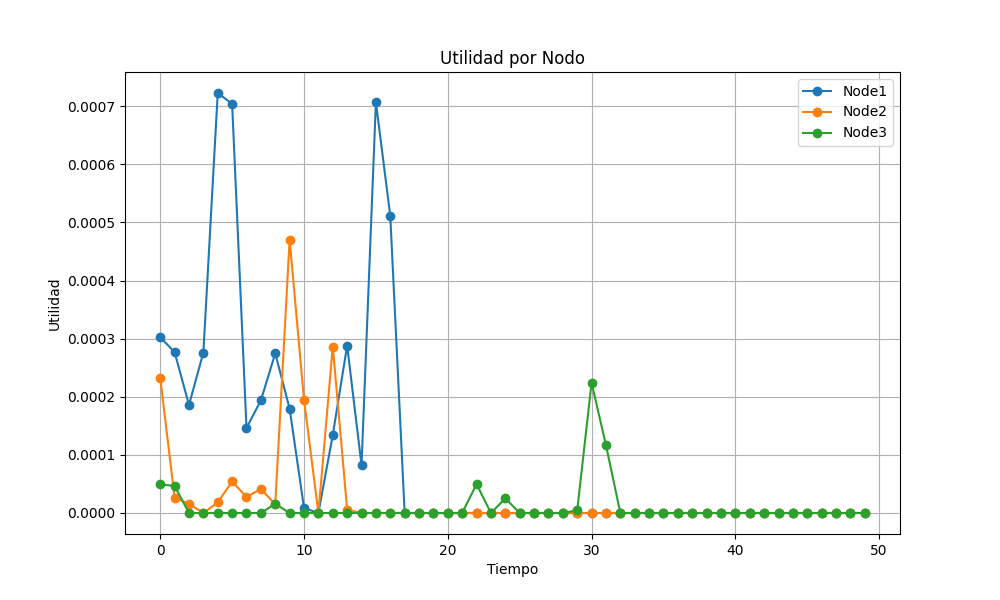 Utilidad por Nodo
Node1
Node2
Node3
0.0007
0.0006
0.0005
0.0004
0.0003
0.0002
0.0001
0.0000
Utilidad
0 10 20 30 40 50
Tiempo